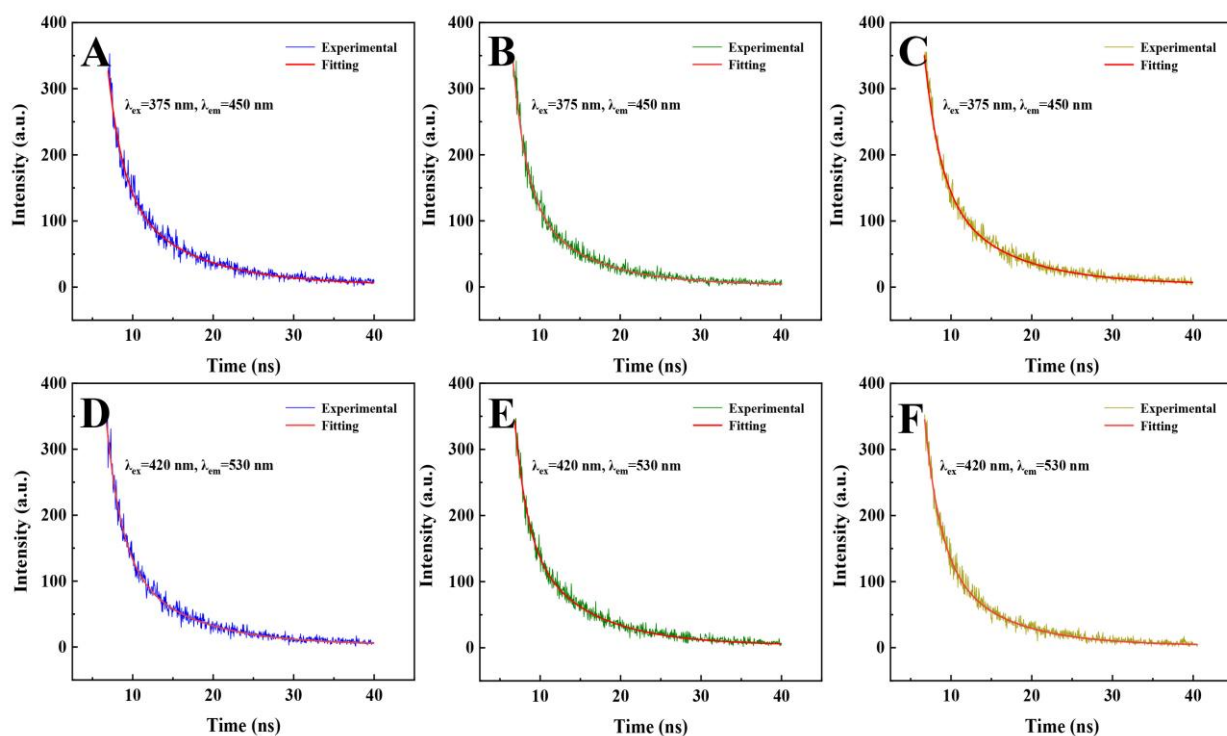 A
400
300
200
100
0
Intensity (a.u.)
Experimental
Fitting
λex=375 nm, λem=450 nm
10 20 30 40
Time (ns)
B
400
300
200
100
0
Intensity (a.u.)
Experimental
Fitting
λex=375 nm, λem=450 nm
10 20 30 40
Time (ns)
C
400
300
200
100
0
Intensity (a.u.)
Experimental
Fitting
λex=375 nm, λem=450 nm
10 20 30 40
Time (ns)
D
400
300
200
100
0
Intensity (a.u.)
Experimental
Fitting
λex=420 nm, λem=530 nm
10 20 30 40
Time (ns)
E
400
300
200
100
0
Intensity (a.u.)
Experimental
Fitting
λex=420 nm, λem=530 nm
10 20 30 40
Time (ns)
F
400
300
200
100
0
Intensity (a.u.)
Experimental
Fitting
λex=420 nm, λem=530 nm
10 20 30 40
Time (ns)